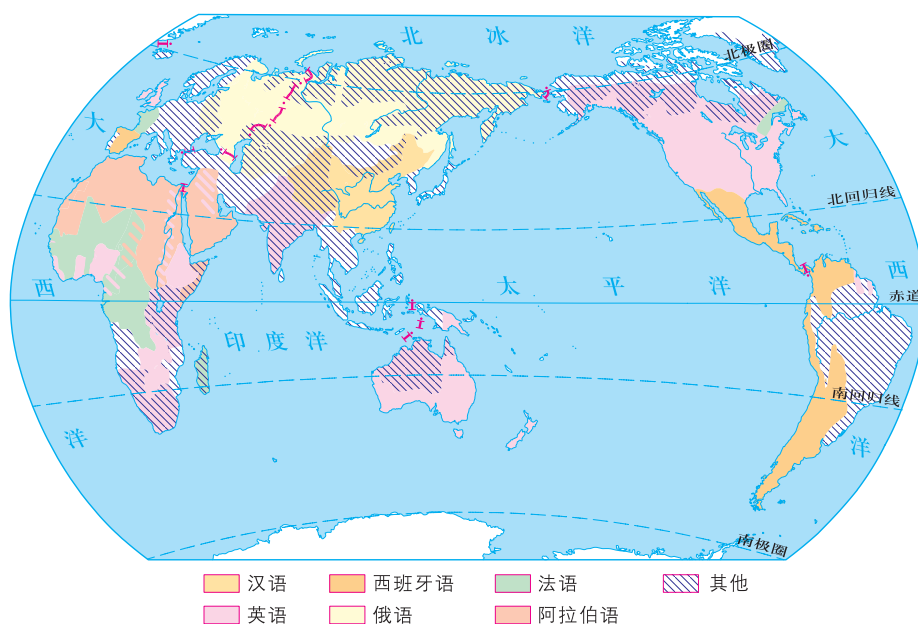 北冰洋
北极圈
大
大
北回归线
西
太平洋
西
赤道
印度洋
南回归线
洋
洋
南极圈
汉语
西班牙语
法语
其他
英语
俄语
阿拉伯语